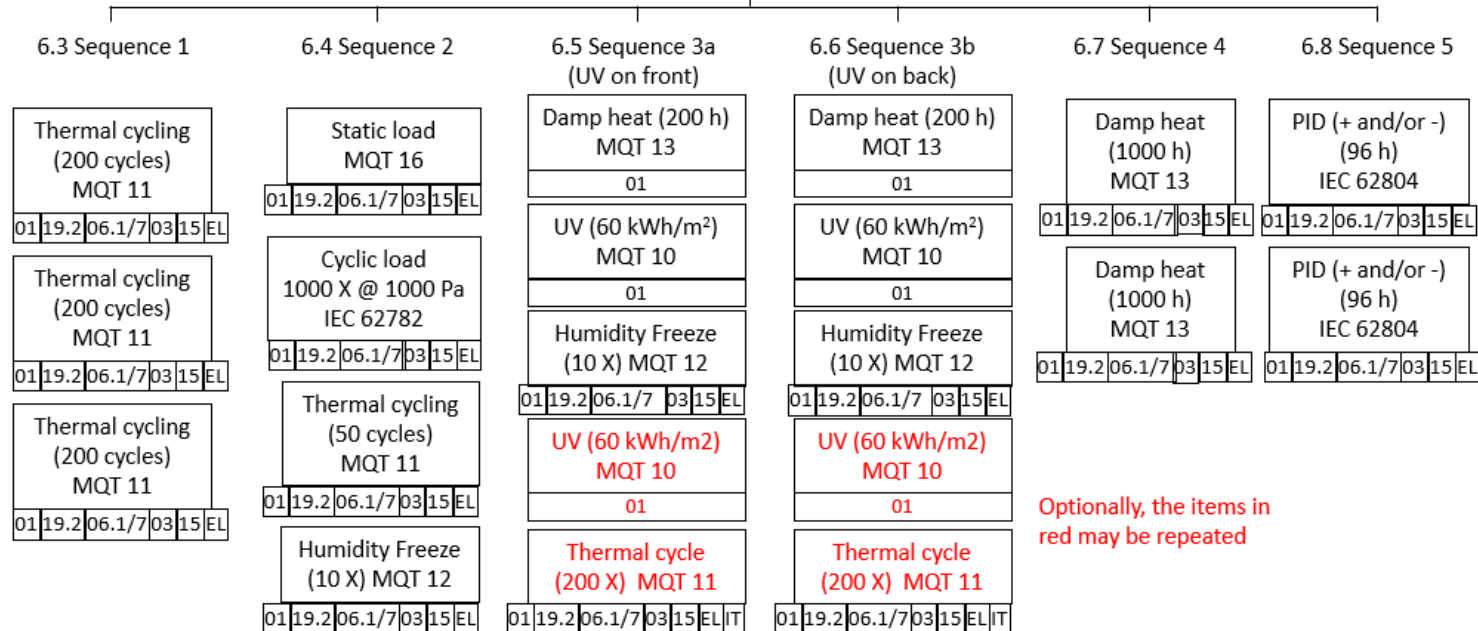 6.3 Sequence 1
Thermal cycling
(200 cycles)
MQT 11
01 19.2 06.1/7 03 15 EL
Thermal cycling
(200 cycles)
MQT 11
01 19.2 06.1/7 03 15 EL
Thermal cycling
(200 cycles)
MQT 11
01 19.2 06.1/7 03 15 EL
6.4 Sequence 2
Static load
MQT 16
01 19.2 06.1/7 03 15 EL
Cyclic load
1000 X @ 1000 Pa
IEC 62782
01 19.2 06.1/7 03 15 EL
Thermal cycling
(50 cycles)
MQT 11
01 19.2 06.1/7 03 15 EL
Humidity Freeze
(10 X) MQT 12
01 19.2 06.1/7 03 15 EL
6.5 Sequence 3a
(UV on front)
Damp heat (200 h)
MQT 13
01
UV (60 kWh/m²)
MQT 10
01
Humidity Freeze
(10 X) MQT 12
01 19.2 06.1/7 03 15 EL
UV (60 kWh/m2)
MQT 10
01
Thermal cycle
(200 X) MQT 11
01 19.2 06.1/7 03 15 EL IT
6.6 Sequence 3b
(UV on back)
Damp heat (200 h)
MQT 13
01
UV (60 kWh/m²)
MQT 10
01
Humidity Freeze
(10 X) MQT 12
01 19.2 06.1/7 03 15 EL
UV (60 kWh/m2)
MQT 10
01
Thermal cycle
(200 X) MQT 11
01 19.2 06.1/7 03 15 EL IT
6.7 Sequence 4
Damp heat
(1000 h)
MQT 13
01 19.2 06.1/7 03 15 EL
Damp heat
(1000 h)
MQT 13
01 19.2 06.1/7 03 15 EL
6.8 Sequence 5
PID (+ and/or -)
(96 h)
IEC 62804
01 19.2 06.1/7 03 15 EL
PID (+ and/or -)
(96 h)
IEC 62804
01 19.2 06.1/7 03 15 EL
Optionally, the items in
red may be repeated